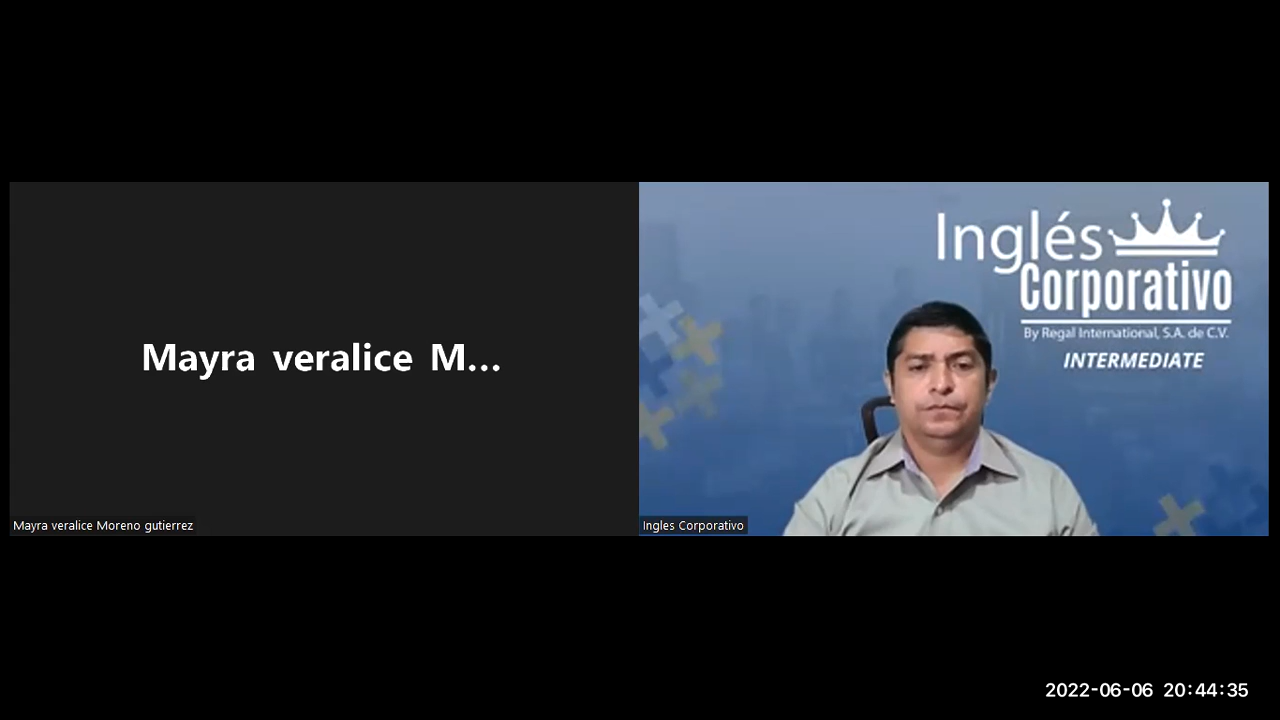 Mayra veralice M...
Mayra veralice Moreno gutierrez
Inglés
Corporativo
By Regal International, S.A. de C.V.
INTERMEDIATE
Ingles Corporativo
2022-06-06 20:44:35